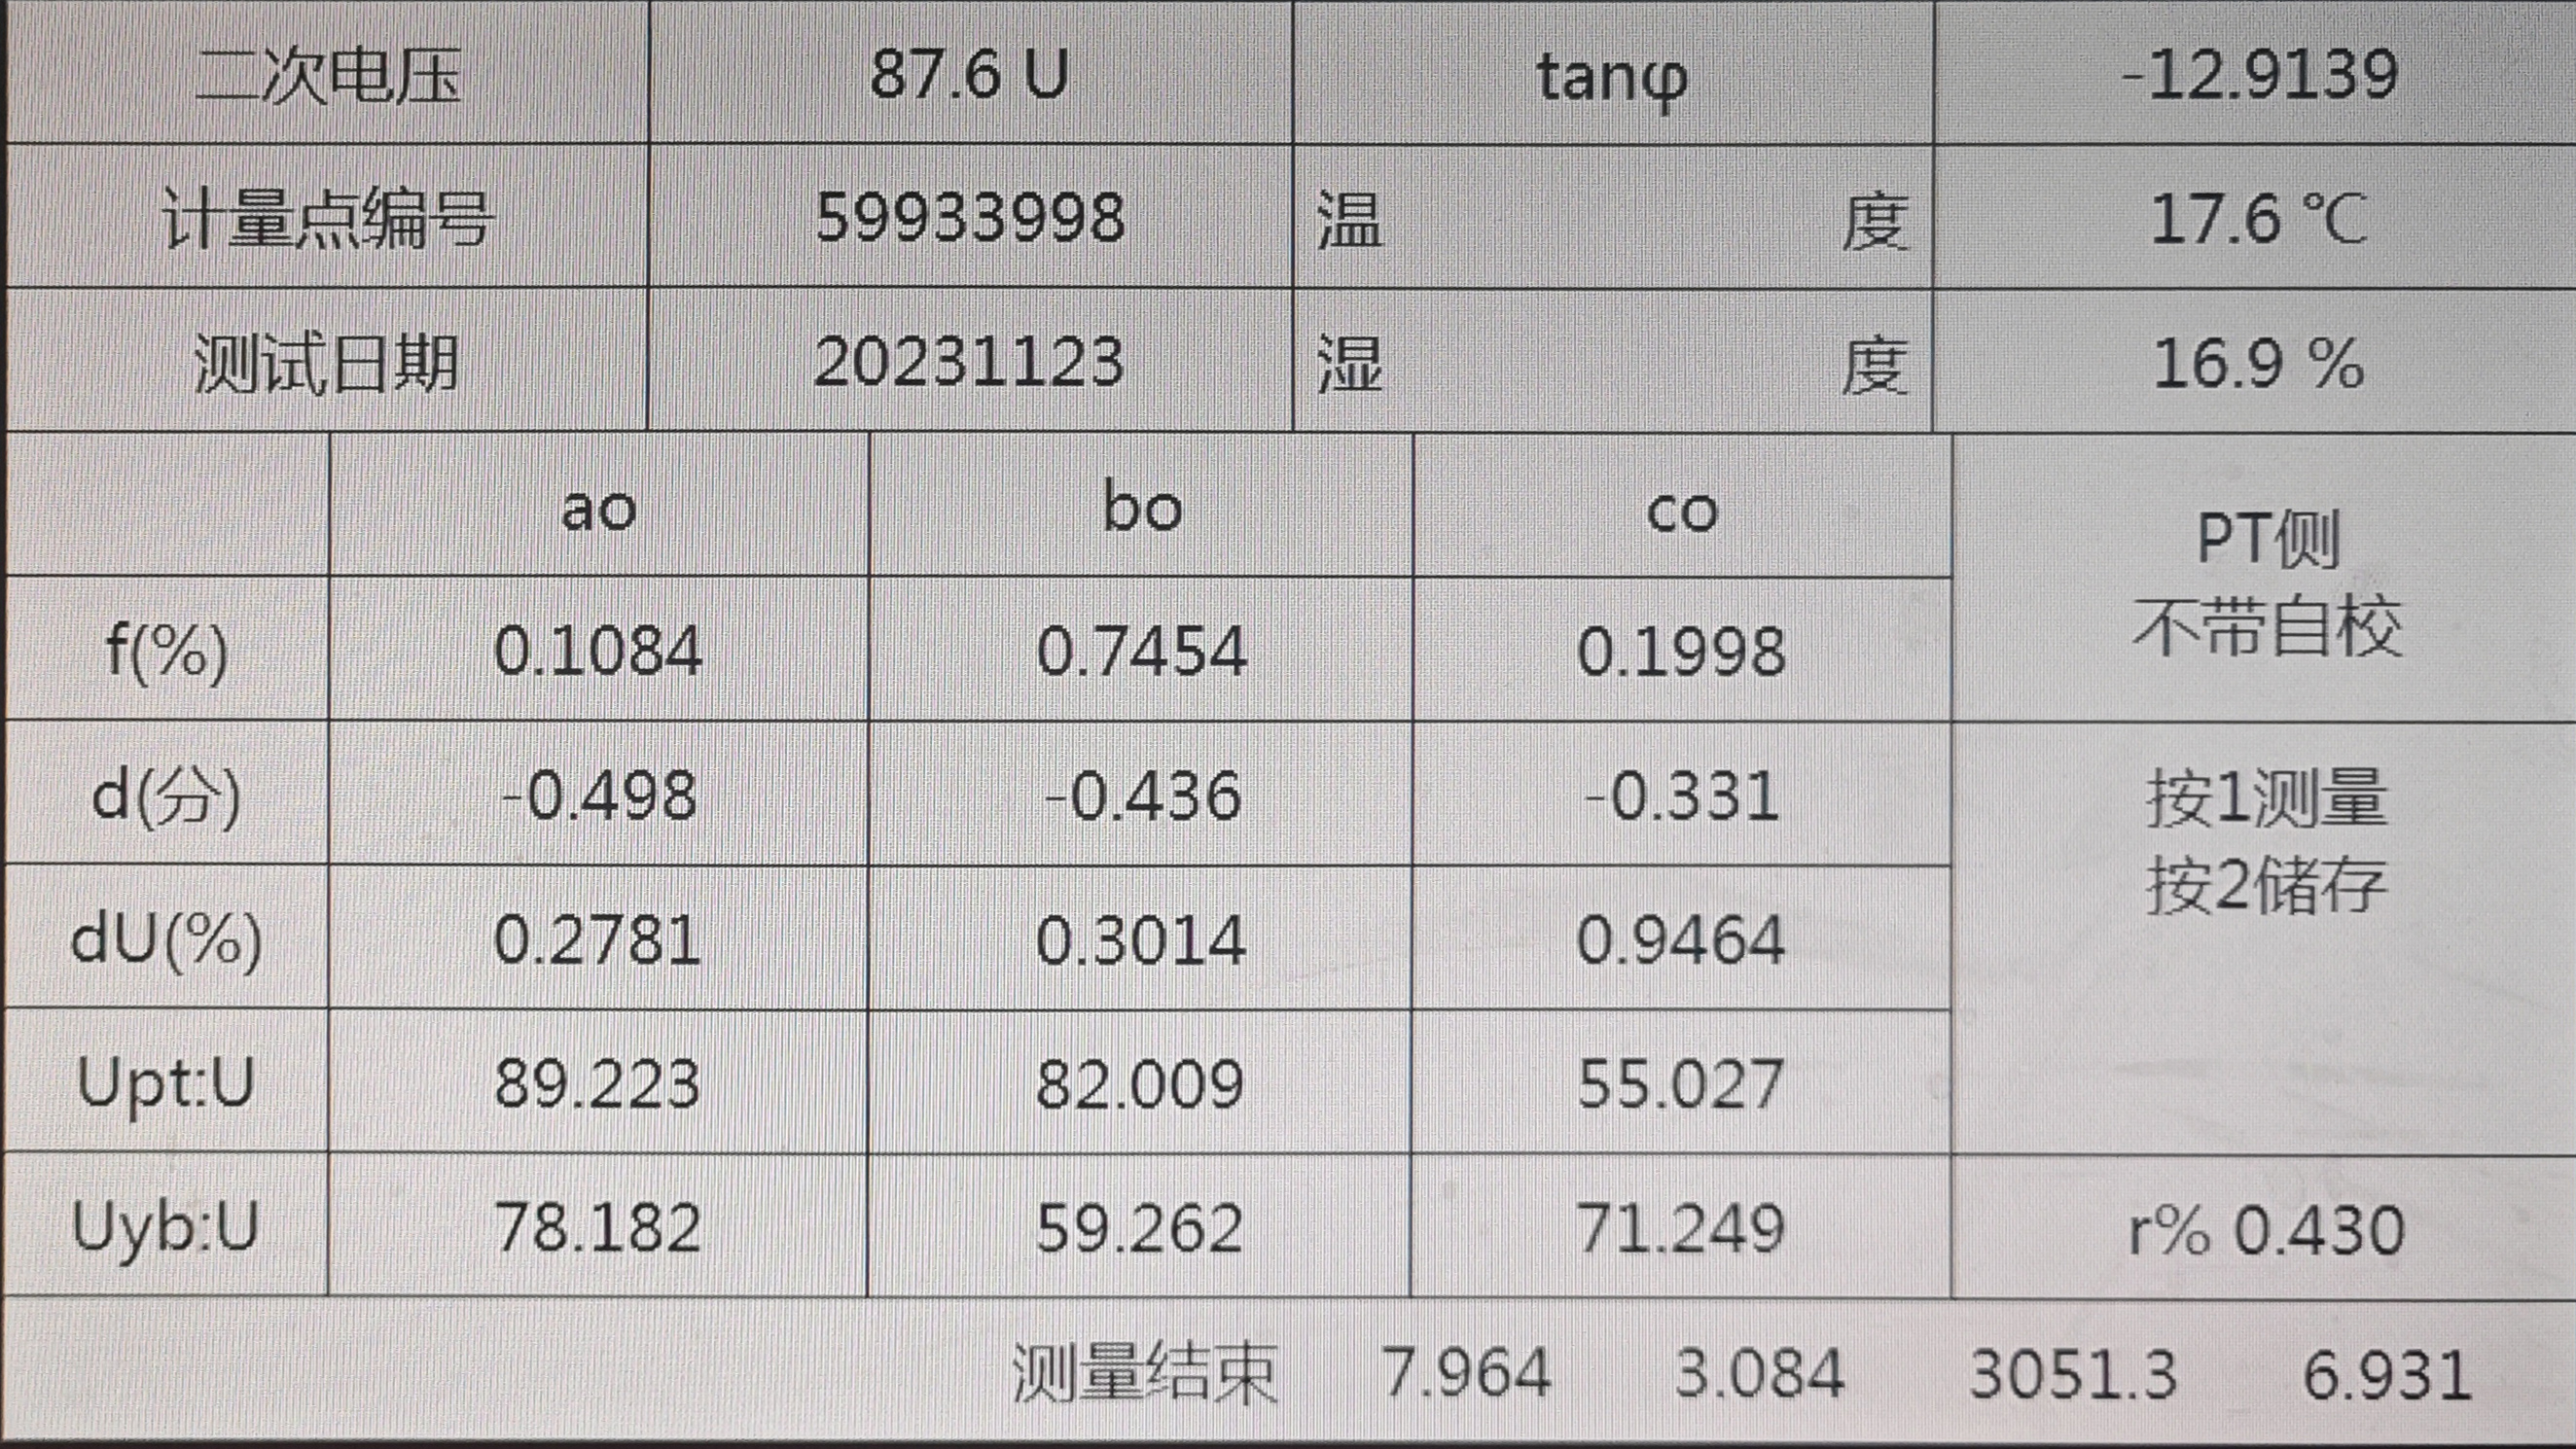 二次电压 87.6 U tanφ -12.9139
计量点编号 59933998 温 度 17.6 ℃
测试日期 20231123 湿 度 16.9 %
ao bo co PT侧
不带自校
f(%) 0.1084 0.7454 0.1998
d(分) -0.498 -0.436 -0.331 按1测量
按2储存
dU(%) 0.2781 0.3014 0.9464
Upt:U 89.223 82.009 55.027
Uyb:U 78.182 59.262 71.249 r% 0.430
测量结束 7.964 3.084 3051.3 6.931